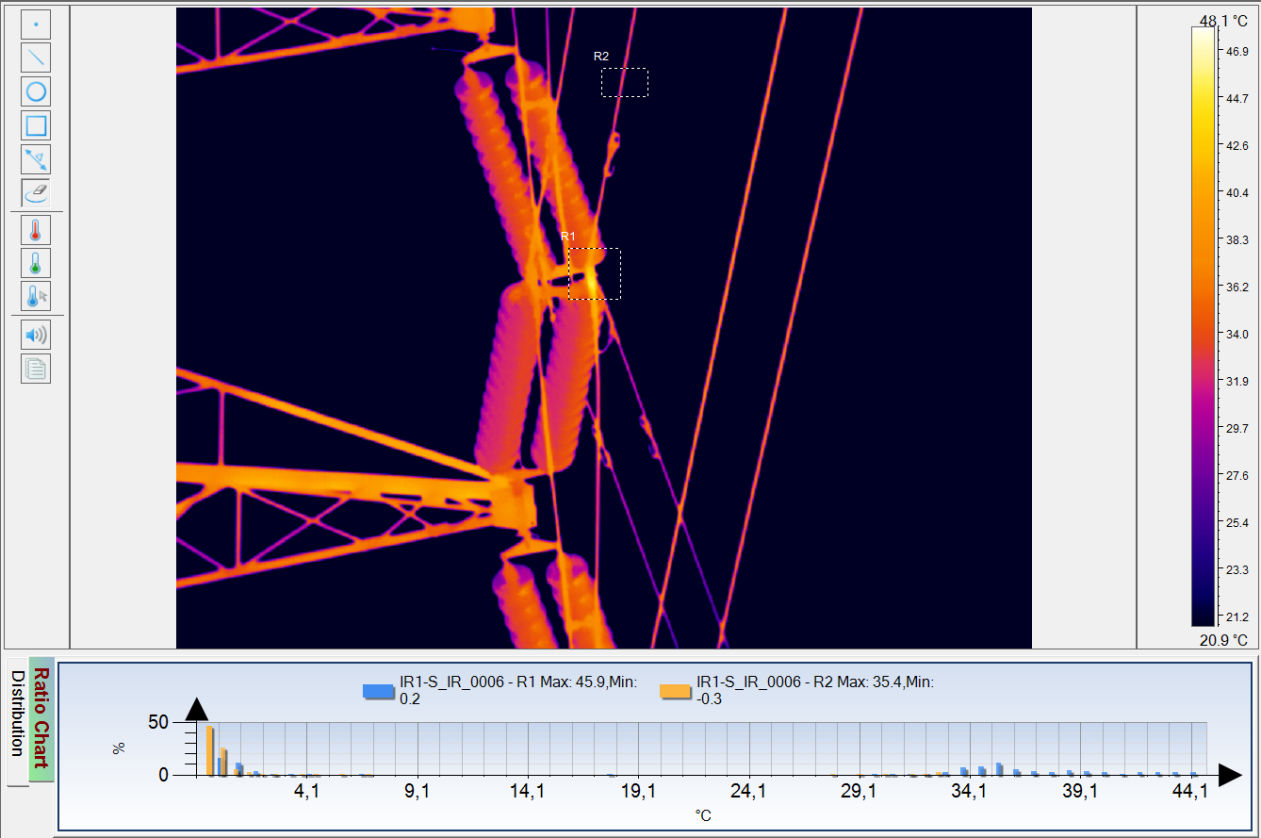 48,1 °C
46.9
44.7
42.6
40.4
38.3
36.2
34.0
31.9
29.7
27.6
25.4
23.3
21.2
20.9 °C
R2
R1
Distribution
Ratio Chart
IR1-S_IR_0006 - R1 Max: 45.9,Min:
0.2
IR1-S_IR_0006 - R2 Max: 35.4,Min:
-0.3
50
%
0
4,1 9,1 14,1 19,1 24,1 29,1 34,1 39,1 44,1
°C